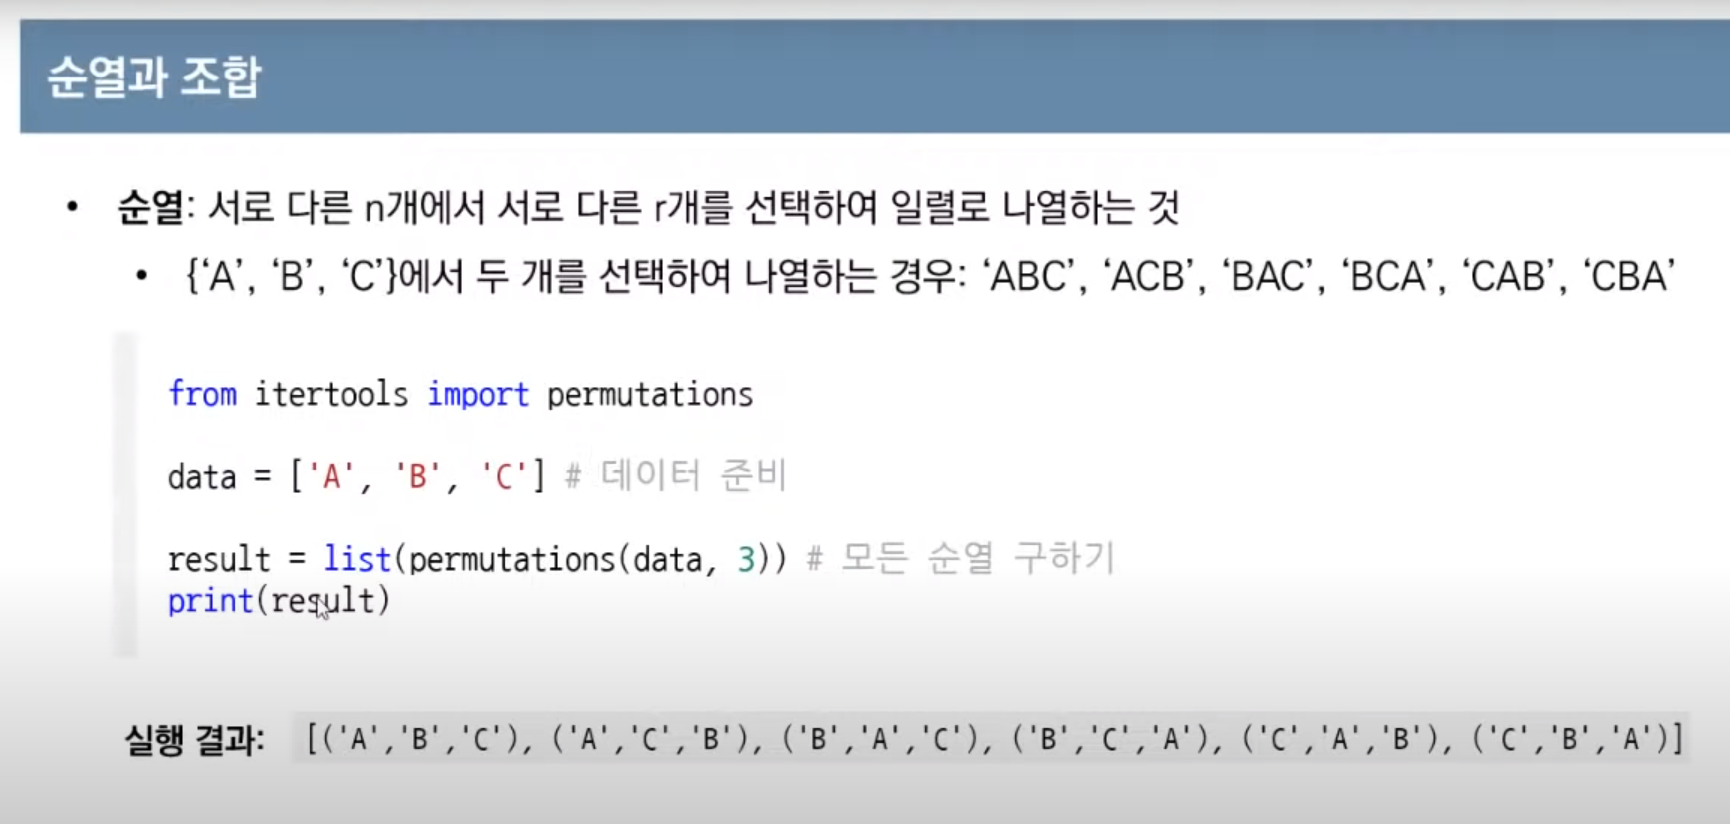 순열과 조합
• 순열: 서로 다른 n개에서 서로 다른 r개를 선택하여 일렬로 나열하는 것
• {‘A’, ‘B’, ‘C’}에서 두 개를 선택하여 나열하는 경우: ‘ABC’, ‘ACB’, ‘BAC’, ‘BCA’, ‘CAB’, ‘CBA’
from itertools import permutations
data = ['A', 'B', 'C'] # 데이터 준비
result = list(permutations(data, 3)) # 모든 순열 구하기
print(result)
실행 결과: [('A','B','C'), ('A','C','B'), ('B','A','C'), ('B','C','A'), ('C','A','B'), ('C','B','A')]